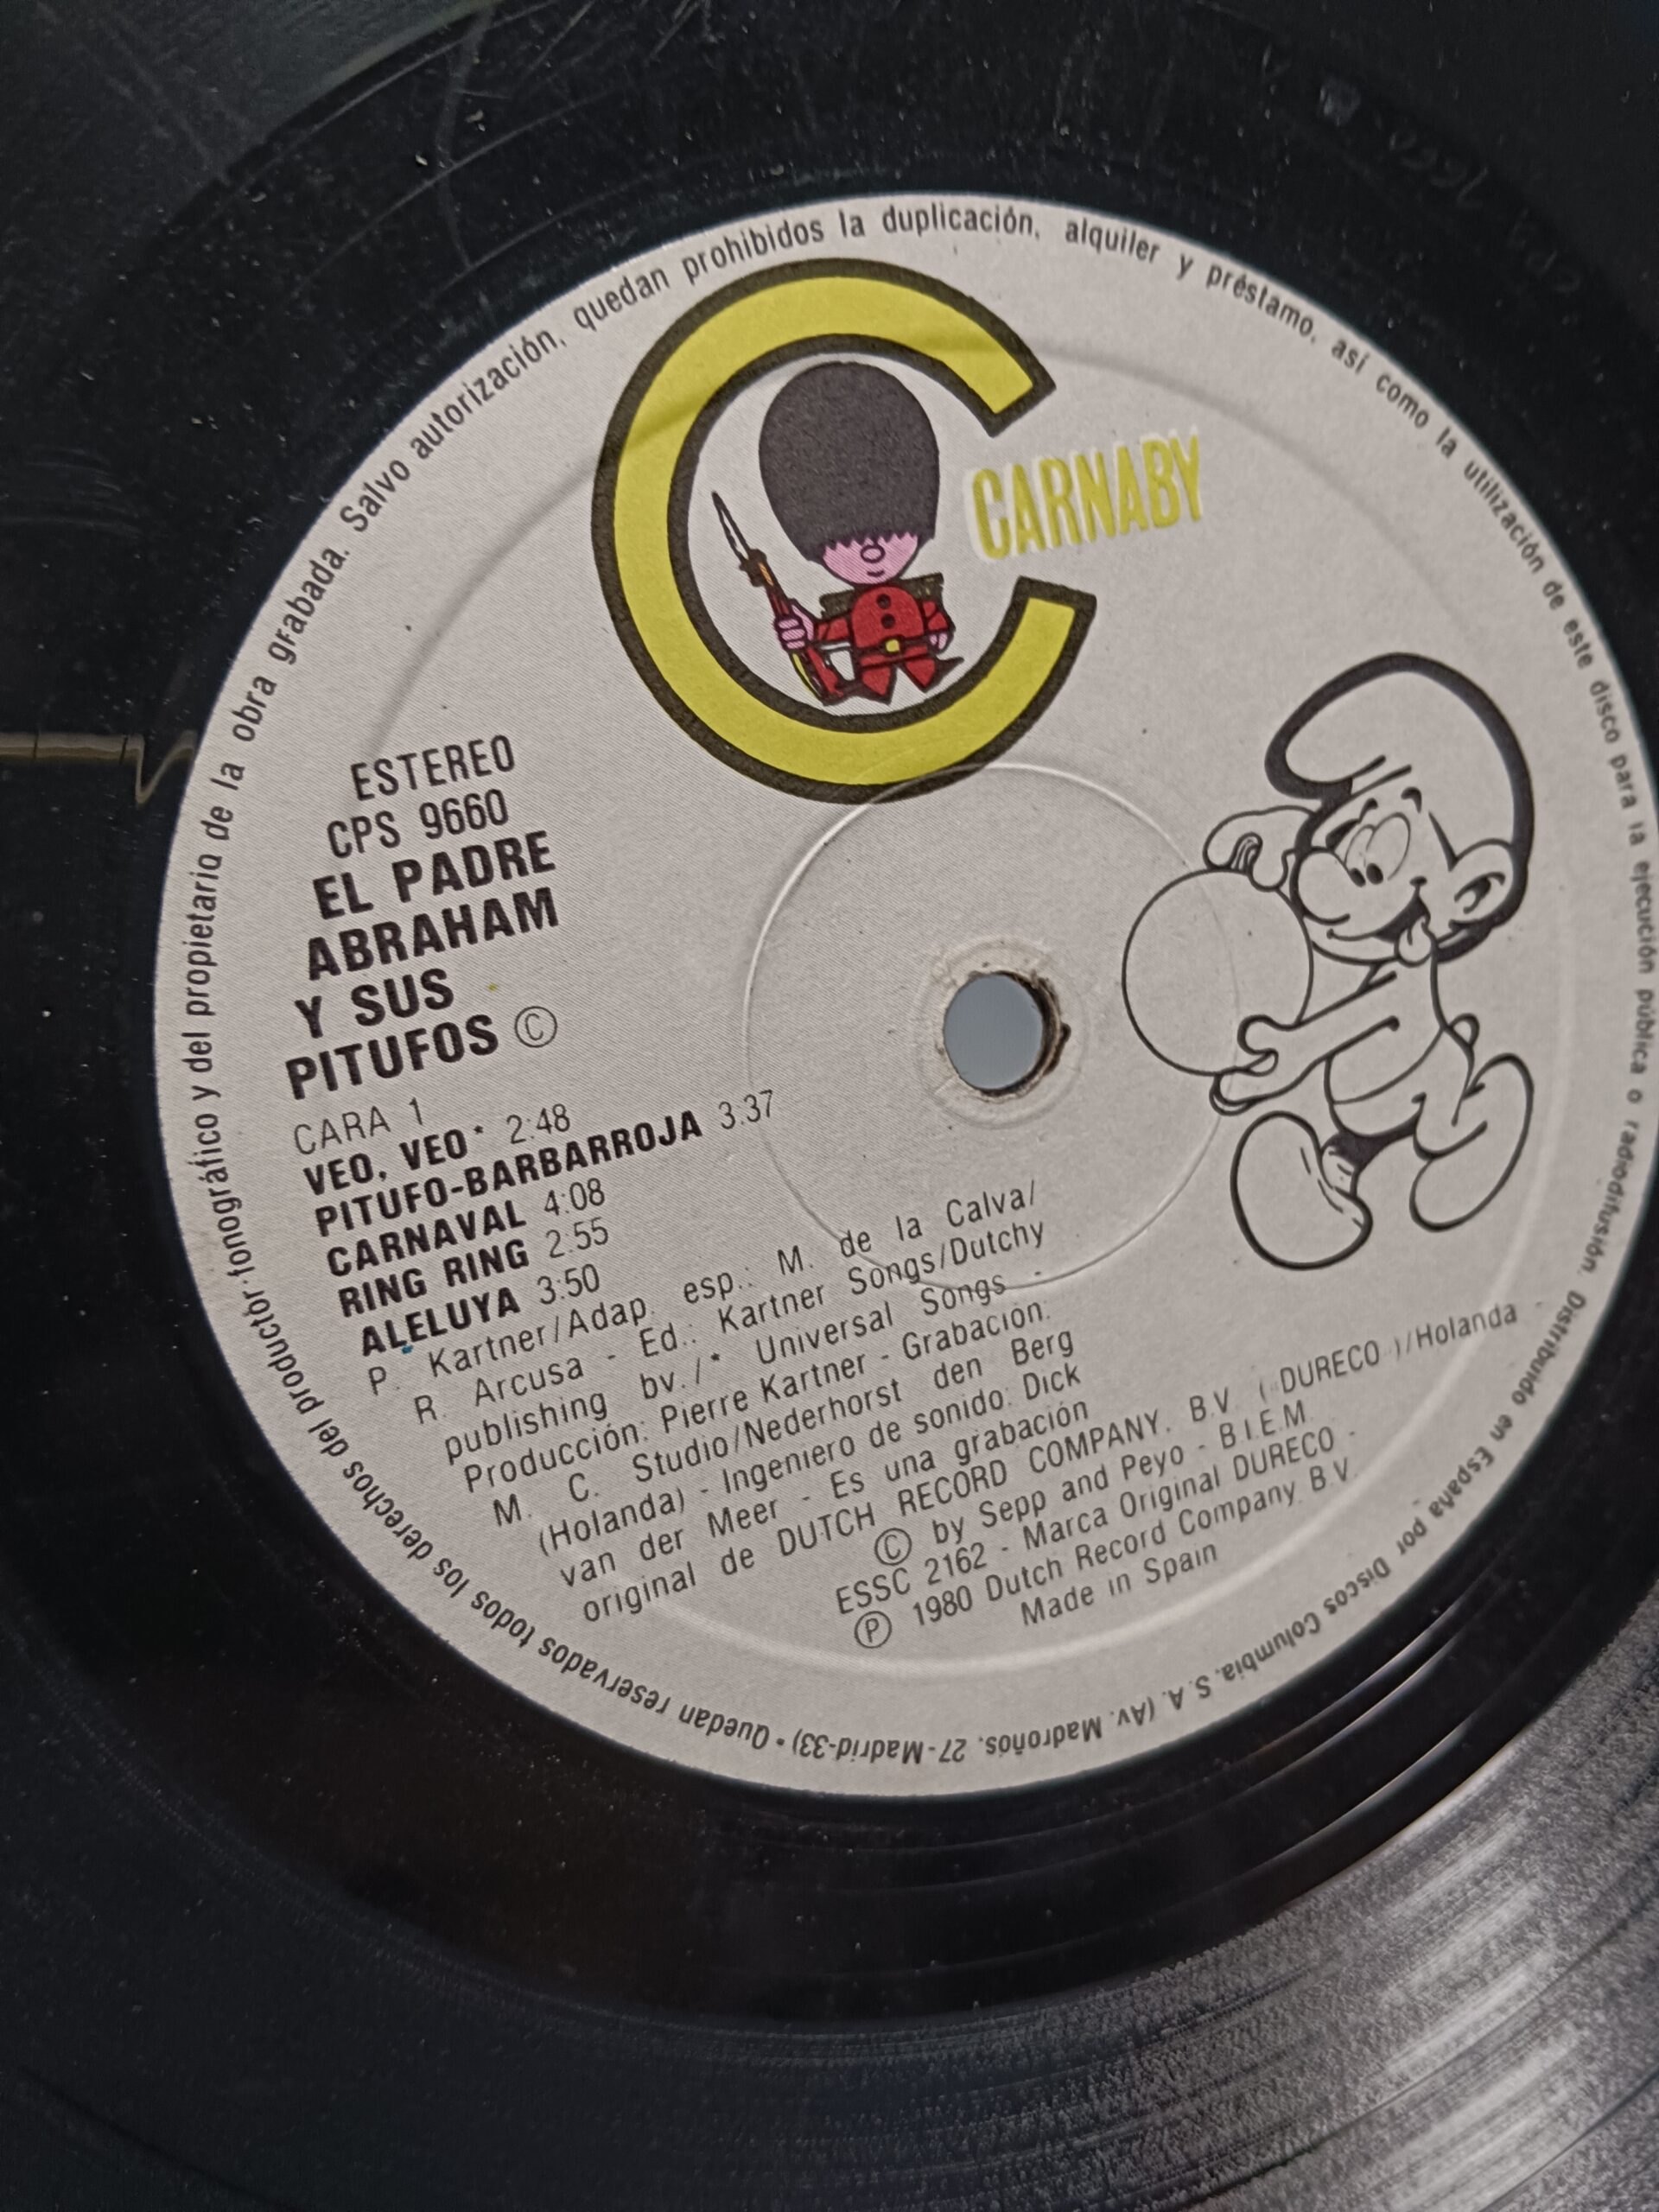 CARNABY
ESTEREO
CPS 9660
EL PADRE
ABRAHAM
Y SUS
PITUFOS ©
CARA 1
VEO, VEO* 2:48
PITUFO-BARBARROJA 3:37
CARNAVAL 4:08
RING RING 2:55
ALELUYA 3:50
P. Kartner/Adap. esp.: M. de la Calva/
R. Arcusa - Ed.: Kartner Songs/Dutchy
publishing bv./* Universal Songs -
Producción: Pierre Kartner - Grabación:
M. C. Studio/Nederhorst den Berg
(Holanda) - Ingeniero de sonido: Dick
van der Meer - Es una grabación
original de DUTCH RECORD COMPANY. B.V. (DURECO)/Holanda -
© by Sepp and Peyo - B.I.E.M.
ESSC 2162 - Marca Original DURECO -
Ⓟ 1980 Dutch Record Company B.V.
Made in Spain
Quedan reservados todos los derechos del productor fonográfico y del propietario de la obra grabada. Salvo autorización, quedan prohibidos la duplicación, alquiler y préstamo, así como la utilización de este disco para la ejecución pública o radiodifusión. Distribuido en España por Discos Columbia, S.A. (Av. Madroños, 27-Madrid-33) •